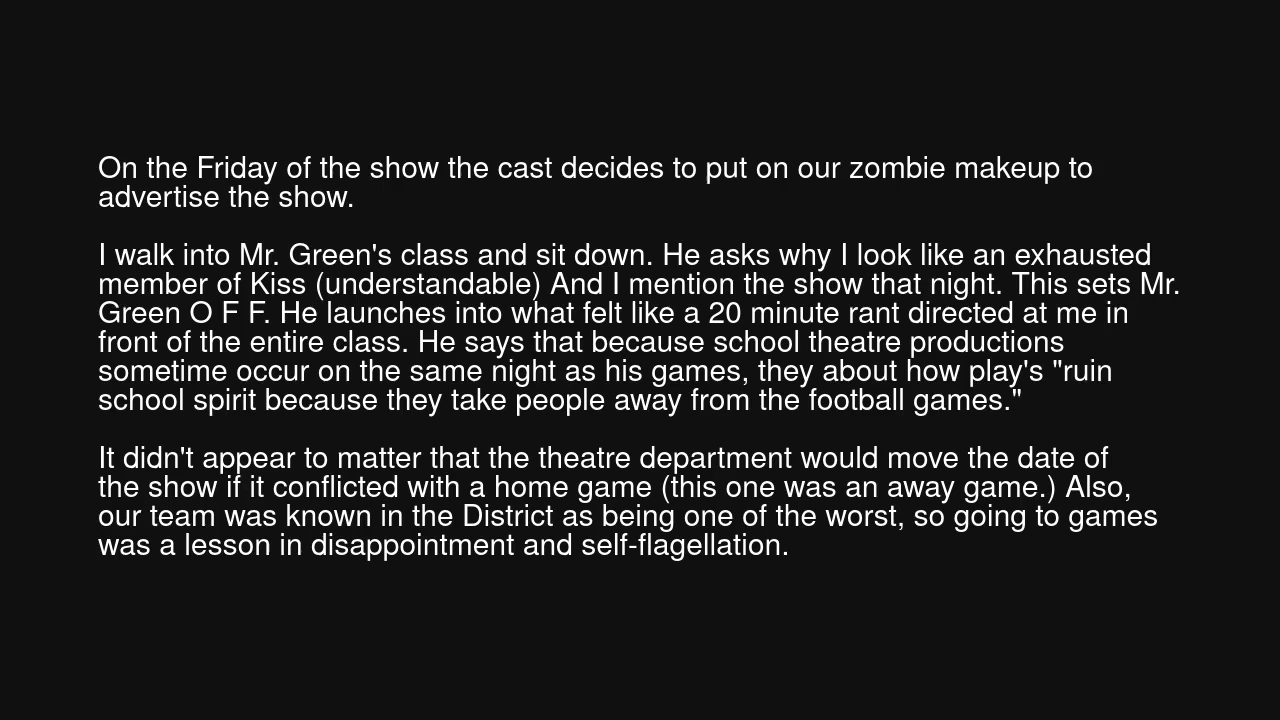 On the Friday of the show the cast decides to put on our zombie makeup to
advertise the show.
I walk into Mr. Green's class and sit down. He asks why I look like an exhausted
member of Kiss (understandable) And I mention the show that night. This sets Mr.
Green O F F. He launches into what felt like a 20 minute rant directed at me in
front of the entire class. He says that because school theatre productions
sometime occur on the same night as his games, they about how play's "ruin
school spirit because they take people away from the football games."
It didn't appear to matter that the theatre department would move the date of
the show if it conflicted with a home game (this one was an away game.) Also,
our team was known in the District as being one of the worst, so going to games
was a lesson in disappointment and self-flagellation.